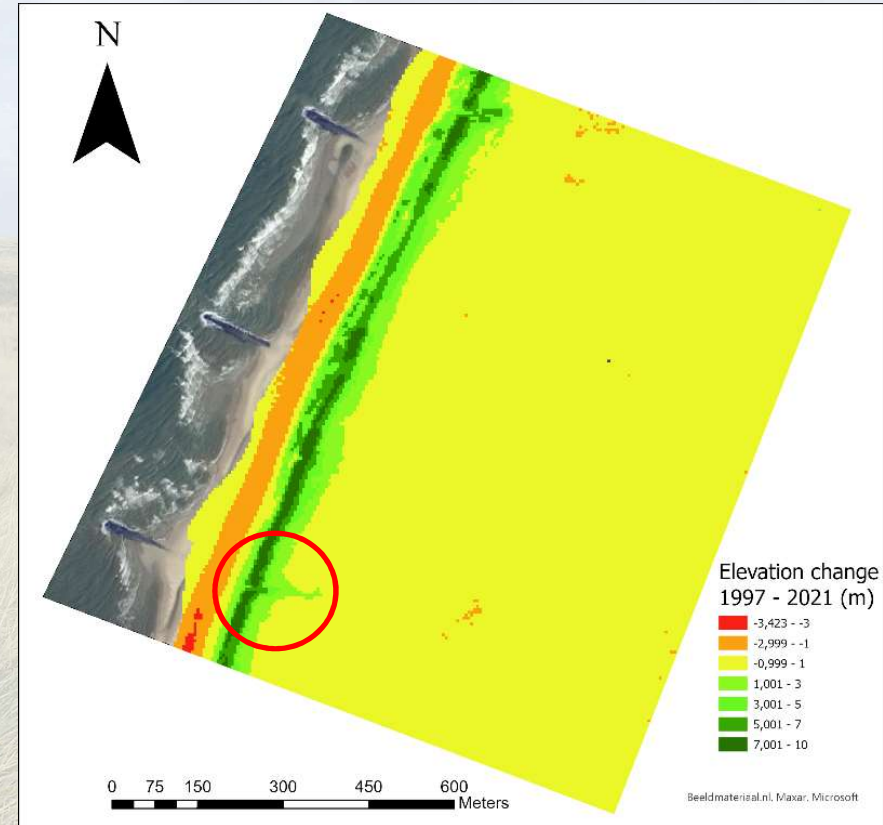 N
Elevation change
1997 - 2021 (m)
-3,423 - -3
-2,999 - -1
-0,999 - 1
1,001 - 3
3,001 - 5
5,001 - 7
7,001 - 10
0 75 150 300 450 600
Meters
Beeldmateriaal.nl, Maxar, Microsoft